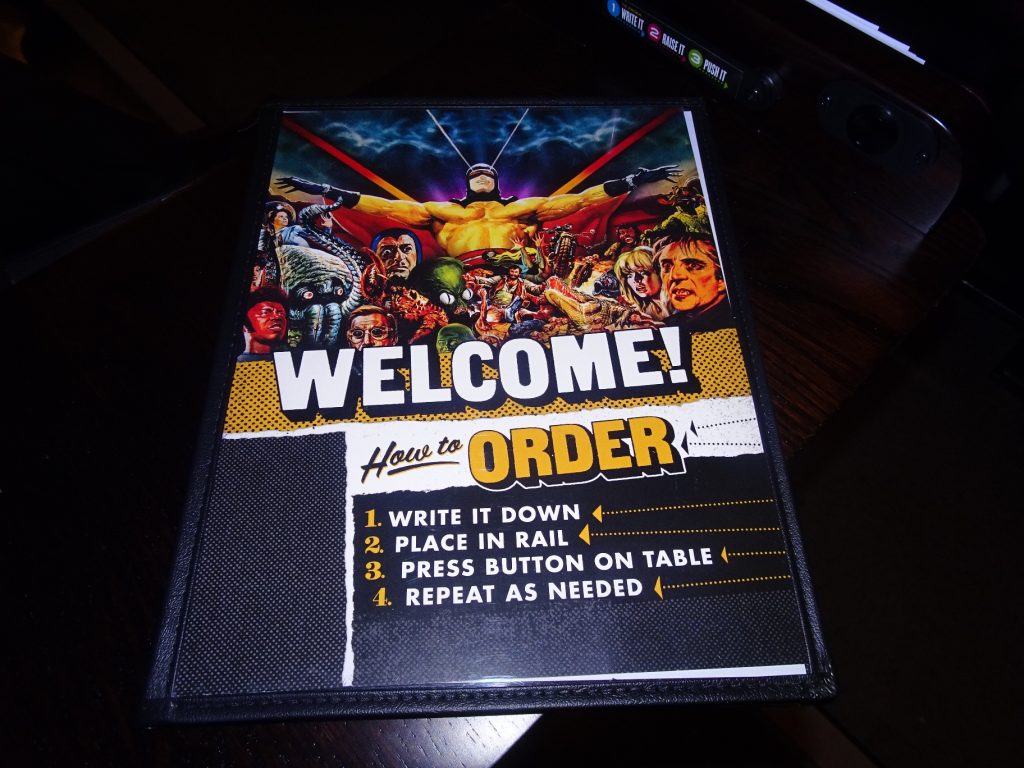 1 WRITE IT 2 RAISE IT 3 PUSH IT
WELCOME!
How to ORDER
1. WRITE IT DOWN
2. PLACE IN RAIL
3. PRESS BUTTON ON TABLE
4. REPEAT AS NEEDED